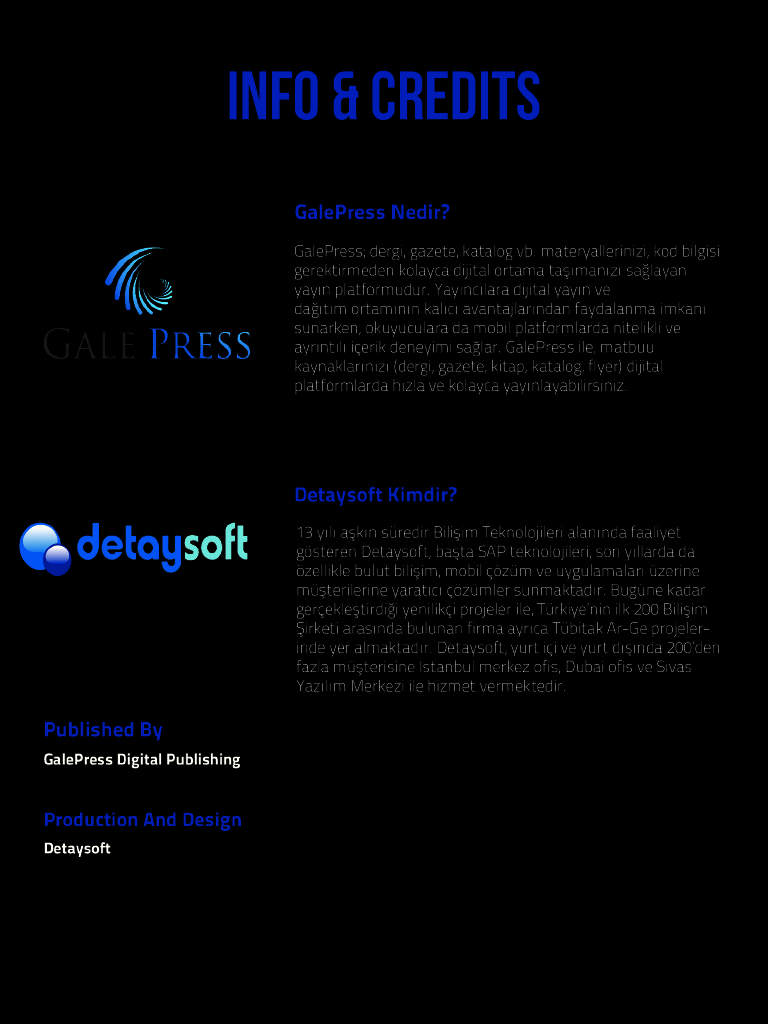 INFO & CREDITS
GalePress Nedir?
GalePress; dergi, gazete, katalog vb. materyallerinizi, kod bilgisi
gerektirmeden kolayca dijital ortama taşımanızı sağlayan
yayın platformudur. Yayıncılara dijital yayın ve
dağıtım ortamının kalıcı avantajlarından faydalanma imkanı
sunarken, okuyuculara da mobil platformlarda nitelikli ve
ayrıntılı içerik deneyimi sağlar. GalePress ile, matbuu
kaynaklarınızı (dergi, gazete, kitap, katalog, flyer) dijital
platformlarda hızla ve kolayca yayınlayabilirsiniz.
GALE PRESS
Detaysoft Kimdir?
13 yılı aşkın süredir Bilişim Teknolojileri alanında faaliyet
gösteren Detaysoft, başta SAP teknolojileri, son yıllarda da
özellikle bulut bilişim, mobil çözüm ve uygulamaları üzerine
müşterilerine yaratıcı çözümler sunmaktadır. Bugüne kadar
gerçekleştirdiği yenilikçi projeler ile, Türkiye'nin ilk 200 Bilişim
Şirketi arasında bulunan firma ayrıca Tübitak Ar-Ge projeler-
inde yer almaktadır. Detaysoft, yurt içi ve yurt dışında 200'den
fazla müşterisine İstanbul merkez ofis, Dubai ofis ve Sivas
Yazılım Merkezi ile hizmet vermektedir.
detaysoft
Published By
GalePress Digital Publishing
Production And Design
Detaysoft